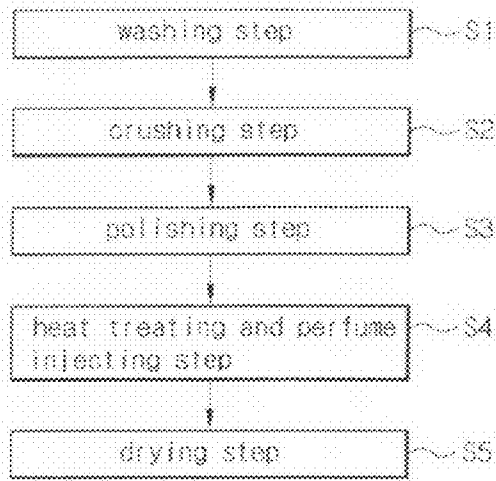 washing step S1
crushing step S2
polishing step S3
heat treating and perfume S4
injecting step
drying step S5